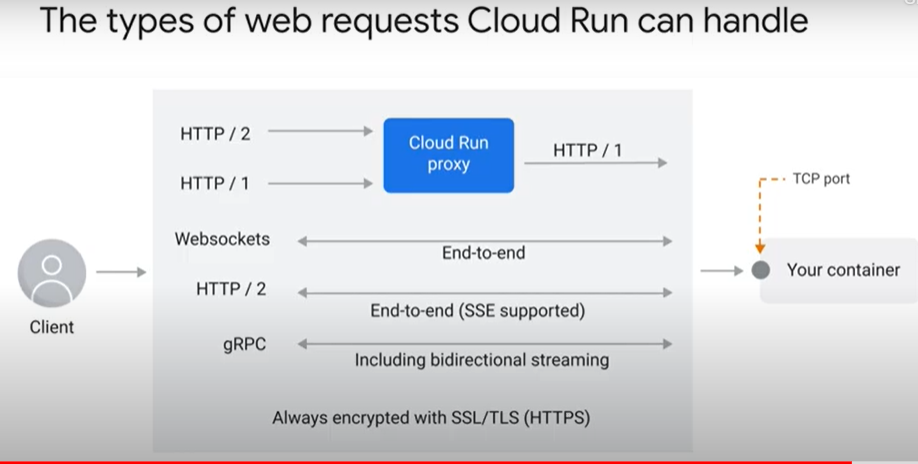 The types of web requests Cloud Run can handle
HTTP / 2
Cloud Run
proxy
HTTP / 1
HTTP / 1
TCP port
Websockets
End-to-end
Your container
HTTP / 2
End-to-end (SSE supported)
Client
gRPC
Including bidirectional streaming
Always encrypted with SSL/TLS (HTTPS)